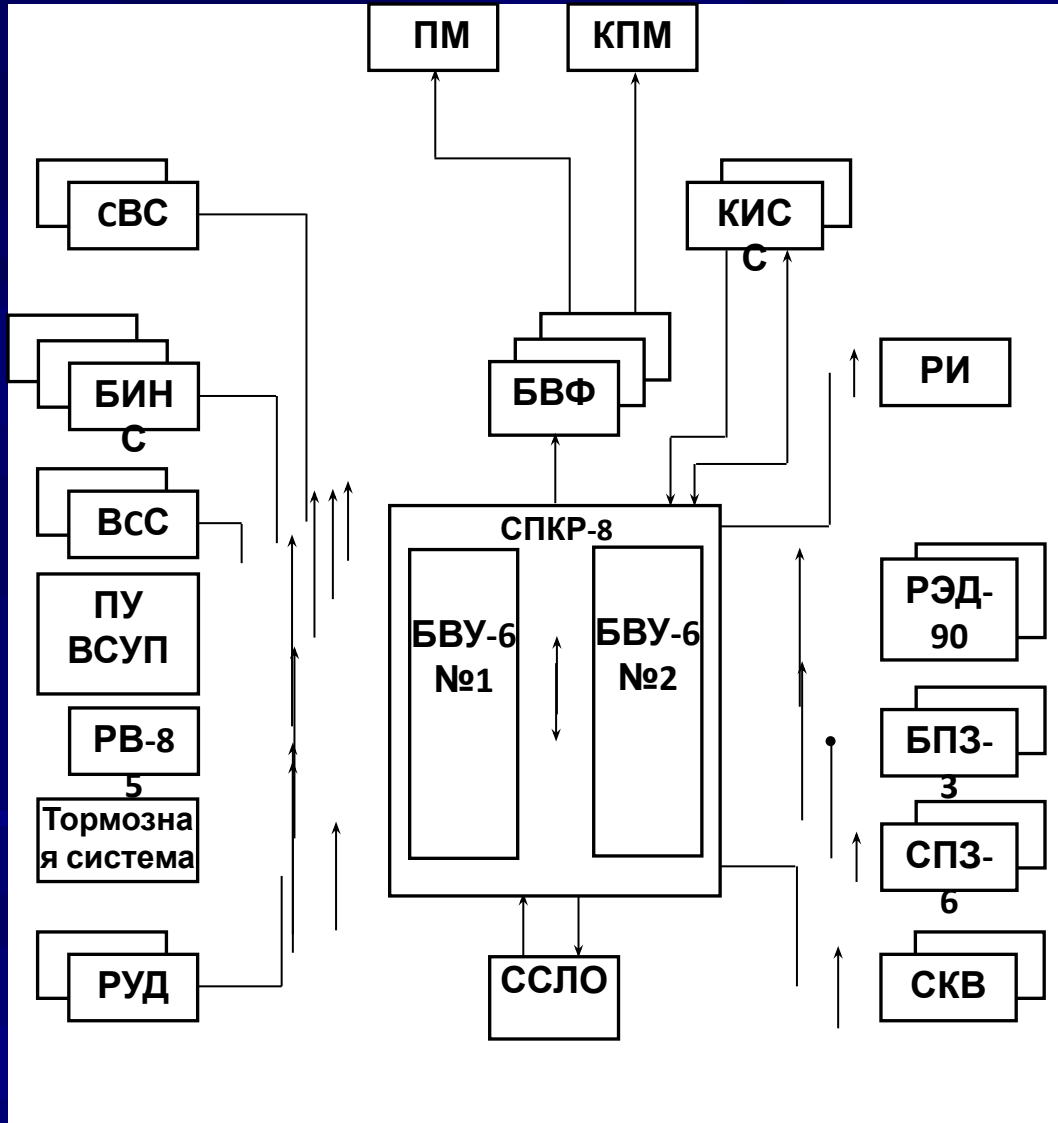 ПМ
КПМ
СВС
КИС
С
БИН
С
БВФ
РИ
ВСС
СПКР-8
ПУ
ВСУП
БВУ-6
№1
БВУ-6
№2
РЭД-
90
РВ-8
5
БПЗ-
3
Тормозна
я система
СПЗ-
6
РУД
ССЛО
СКВ